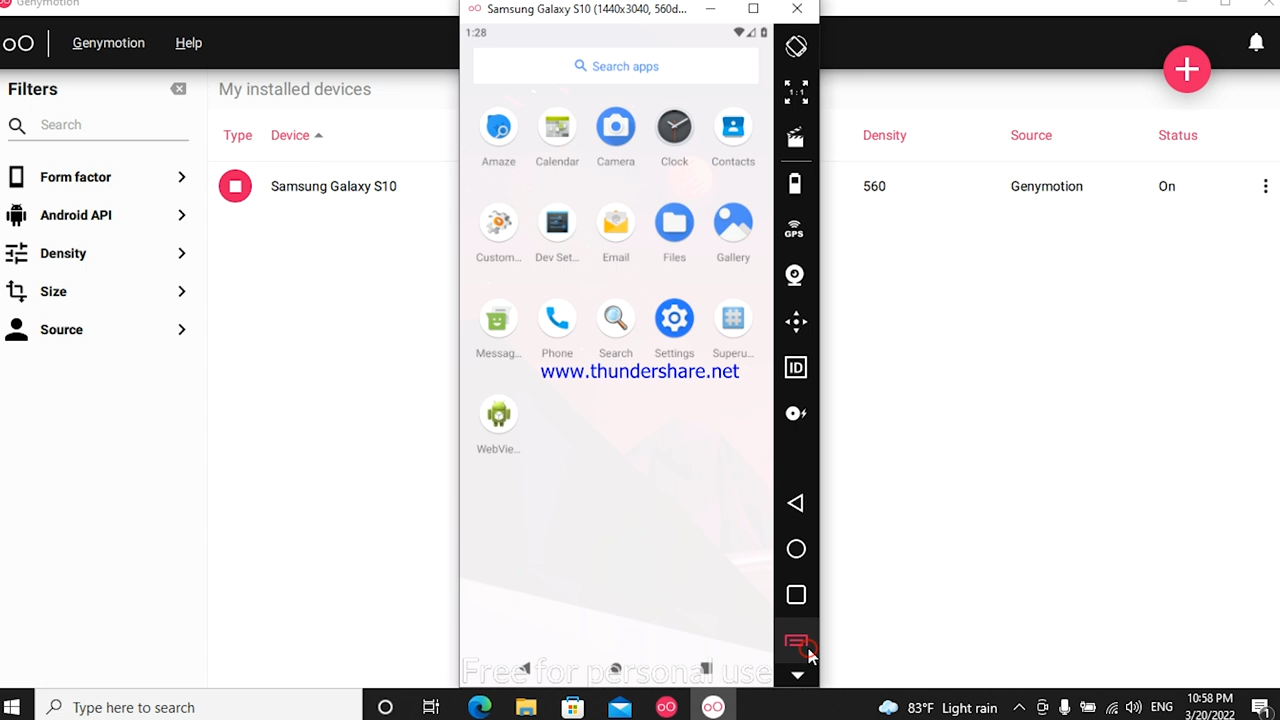 Genymotion
Samsung Galaxy S10 (1440x3040, 560d...
Genymotion
Help
1:28
Search apps
1:1
Filters
My installed devices
Search
Type
Device
Density
Source
Status
Samsung Galaxy S10
560
Genymotion
On
Form factor
Android API
Density
Size
Source
Amaze
Calendar
Camera
Clock
Contacts
Custom...
Dev Set...
Email
Files
Gallery
Messag...
Phone
Search
Settings
Superu...
www.thundershare.net
WebVie...
GPS
ID
Free for personal use
Type here to search
83°F Light rain
ENG
10:58 PM
3/20/2022
1